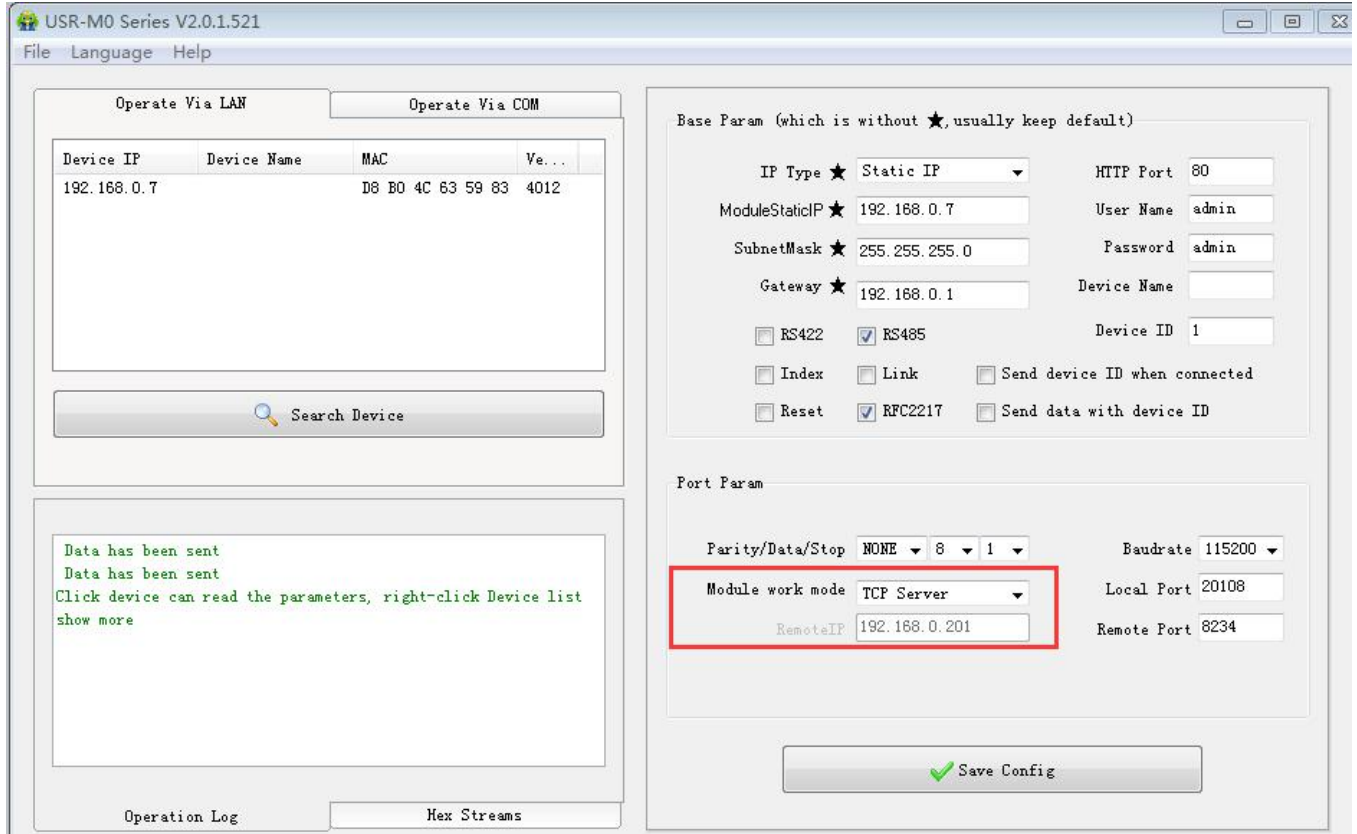 USR-M0 Series V2.0.1.521
File Language Help
Operate Via LAN
Operate Via COM
Device IP Device Name MAC Ve...
192.168.0.7 D8 B0 4C 63 59 83 4012
Search Device
Data has been sent
Data has been sent
Click device can read the parameters, right-click Device list
show more
Operation Log
Hex Streams
Base Param (which is without ★,usually keep default)
IP Type ★ Static IP HTTP Port 80
ModuleStaticIP ★ 192.168.0.7 User Name admin
SubnetMask ★ 255.255.255.0 Password admin
Gateway ★ 192.168.0.1 Device Name
RS422 RS485 Device ID 1
Index Link Send device ID when connected
Reset RFC2217 Send data with device ID
Port Param
Parity/Data/Stop NONE 8 1 Baudrate 115200
Module work mode TCP Server Local Port 20108
RemoteIP 192.168.0.201 Remote Port 8234
Save Config